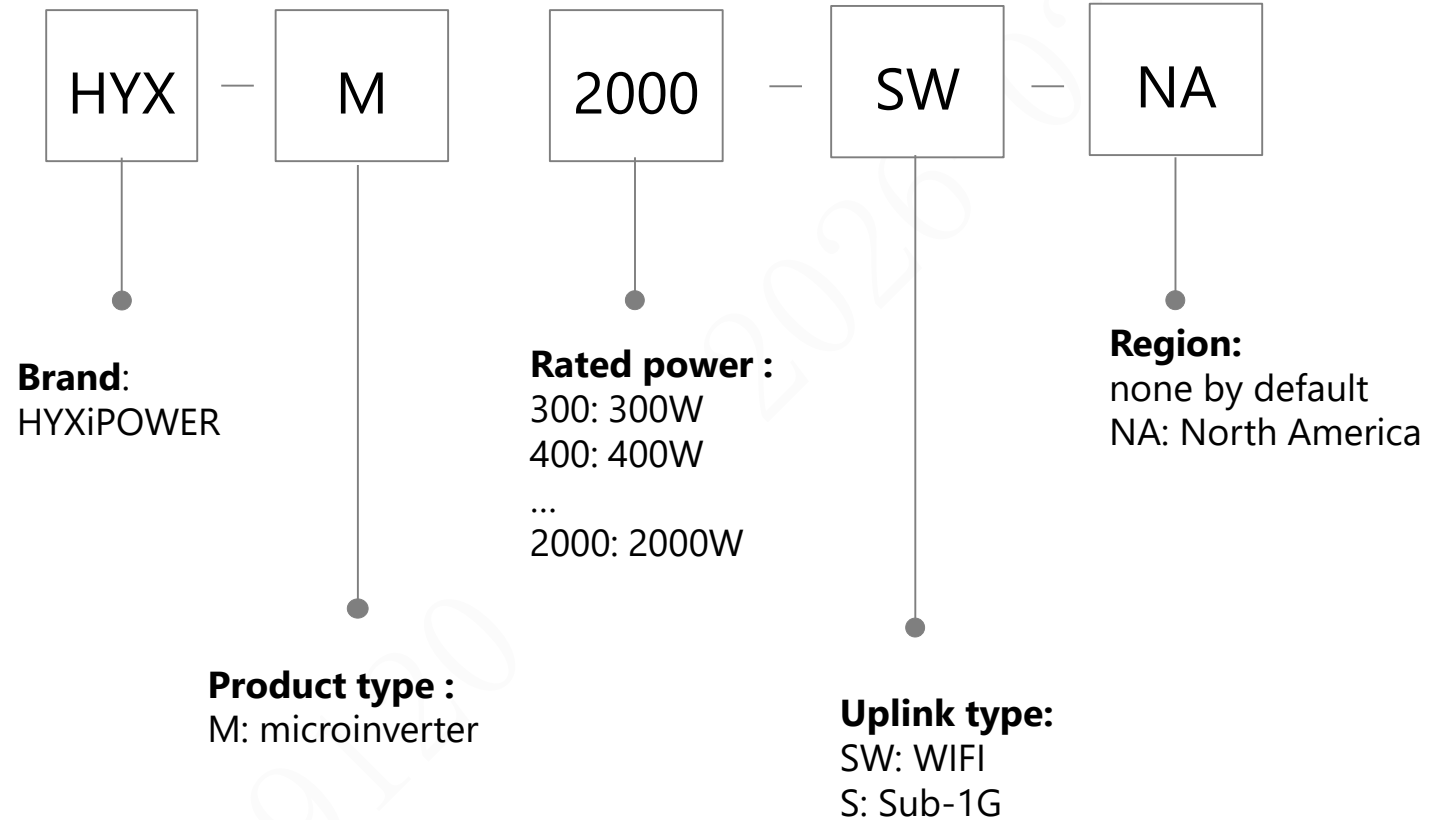 HYX — M 2000 — SW — NA
Brand:
HYXiPOWER
Rated power :
300: 300W
400: 400W
...
2000: 2000W
Region:
none by default
NA: North America
Product type :
M: microinverter
Uplink type:
SW: WIFI
S: Sub-1G